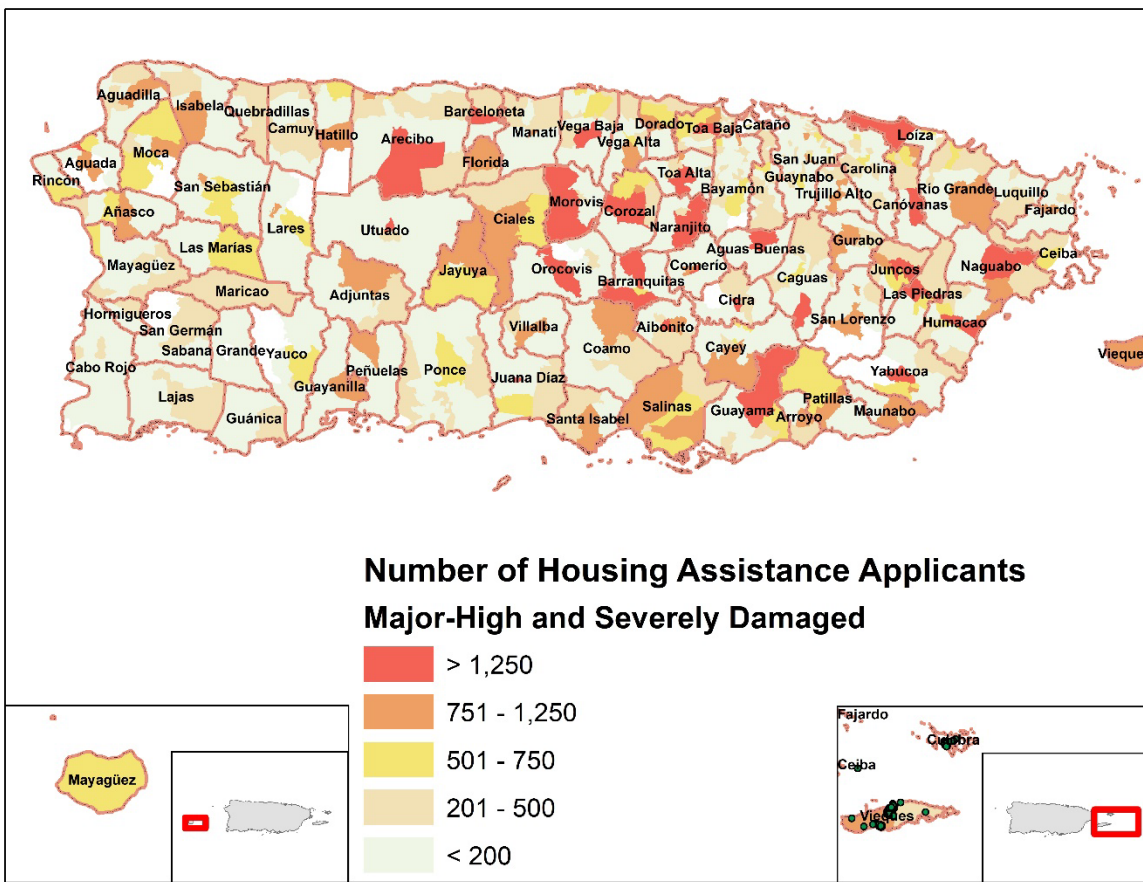 Aguadilla
Isabela
Quebradillas
Camuy
Hatillo
Arecibo
Barceloneta
Manatí
Vega Baja
Vega Alta
Dorado
Toa Baja
Cataño
Loíza
Aguada
Moca
Rincón
San Sebastián
Florida
Toa Alta
Bayamón
San Juan
Guaynabo
Carolina
Trujillo Alto
Canóvanas
Río Grande
Luquillo
Fajardo
Añasco
Lares
Utuado
Ciales
Morovis
Corozal
Naranjito
Las Marías
Mayagüez
Maricao
Adjuntas
Jayuya
Orocovis
Barranquitas
Comerío
Aguas Buenas
Caguas
Gurabo
Juncos
Naguabo
Ceiba
Las Piedras
Cidra
San Lorenzo
Humacao
Hormigueros
San Germán
Sabana Grande
Cabo Rojo
Yauco
Villalba
Aibonito
Coamo
Cayey
Yabucoa
Vieque
Lajas
Guánica
Guayanilla
Peñuelas
Ponce
Juana Díaz
Santa Isabel
Salinas
Guayama
Arroyo
Patillas
Maunabo
Number of Housing Assistance Applicants
Major-High and Severely Damaged
> 1,250
751 - 1,250
501 - 750
201 - 500
< 200
Mayagüez
Fajardo
Culebra
Ceiba
Vieques